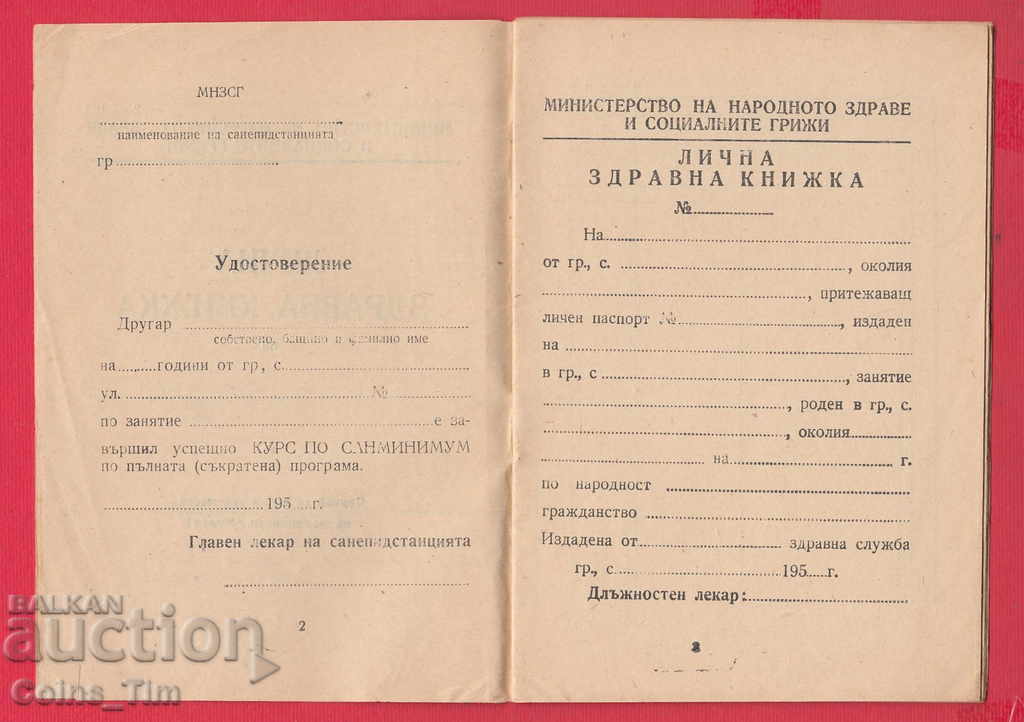 МНЗСГ
наименование на санепидстанцията
гр.
Удостоверение
Другар
собствено, бащино и фамилно име
на ........ години от гр, с.
ул. №
по занятие е за-
вършил успешно КУРС ПО САНМИНИМУМ
по пълната (съкратена) програма.
195 г.
Главен лекар на санепидстанцията
2
МИНИСТЕРСТВО НА НАРОДНОТО ЗДРАВЕ
И СОЦИАЛНИТЕ ГРИЖИ
ЛИЧНА
ЗДРАВНА КНИЖКА
№
На
от гр., с. , околия
, притежаващ
личен паспорт № , издаден
на
в гр., с , занятие
, роден в гр., с.
, околия
на г.
по народност
гражданство
Издадена от здравна служба
гр., с 195 г.
Длъжностен лекар:
3
BALKAN
auction
Coins_Tim